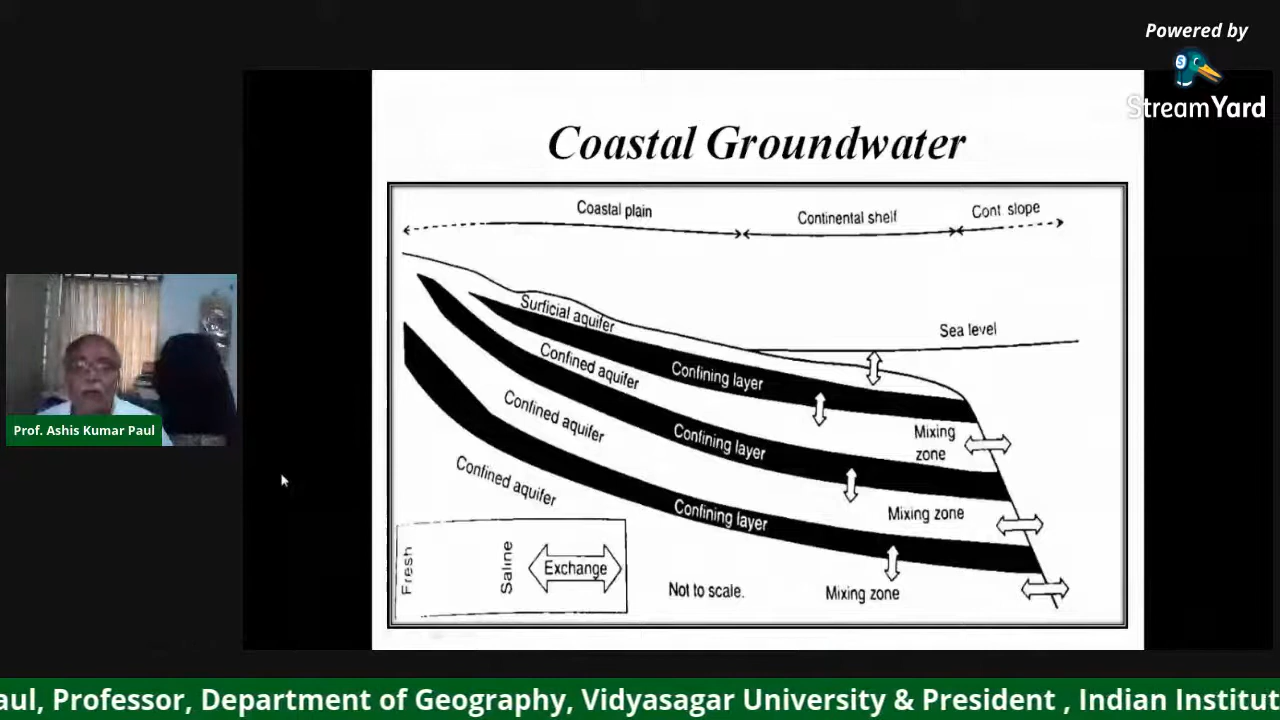 Powered by
StreamYard
Coastal Groundwater
Coastal plain
Continental shelf
Cont. slope
Sea level
Surficial aquifer
Confined aquifer
Confining layer
Confined aquifer
Confining layer
Mixing
zone
Confined aquifer
Confining layer
Mixing zone
Fresh
Saline
Exchange
Not to scale.
Mixing zone
Prof. Ashis Kumar Paul
aul, Professor, Department of Geography, Vidyasagar University & President , Indian Institut